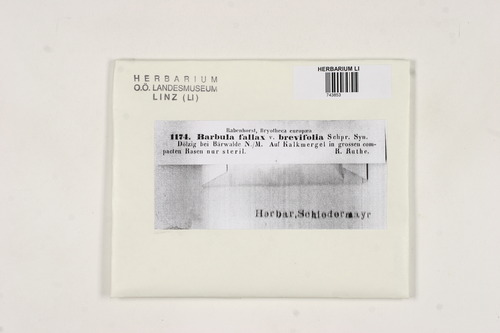 HERBARIUM
O.Ö. LANDESMUSEUM
LINZ (LI)
HERBARIUM LI
Rabenhorst, Bryotheca europaea
1174. Barbula fallax v. brevifolia Schpr. Syn.
Dölzig bei Bärwalde N./M. Auf Kalkmergel in grossen com-
pacten Rasen nur steril. R. Ruthe.
Herbar, Schiedermayr